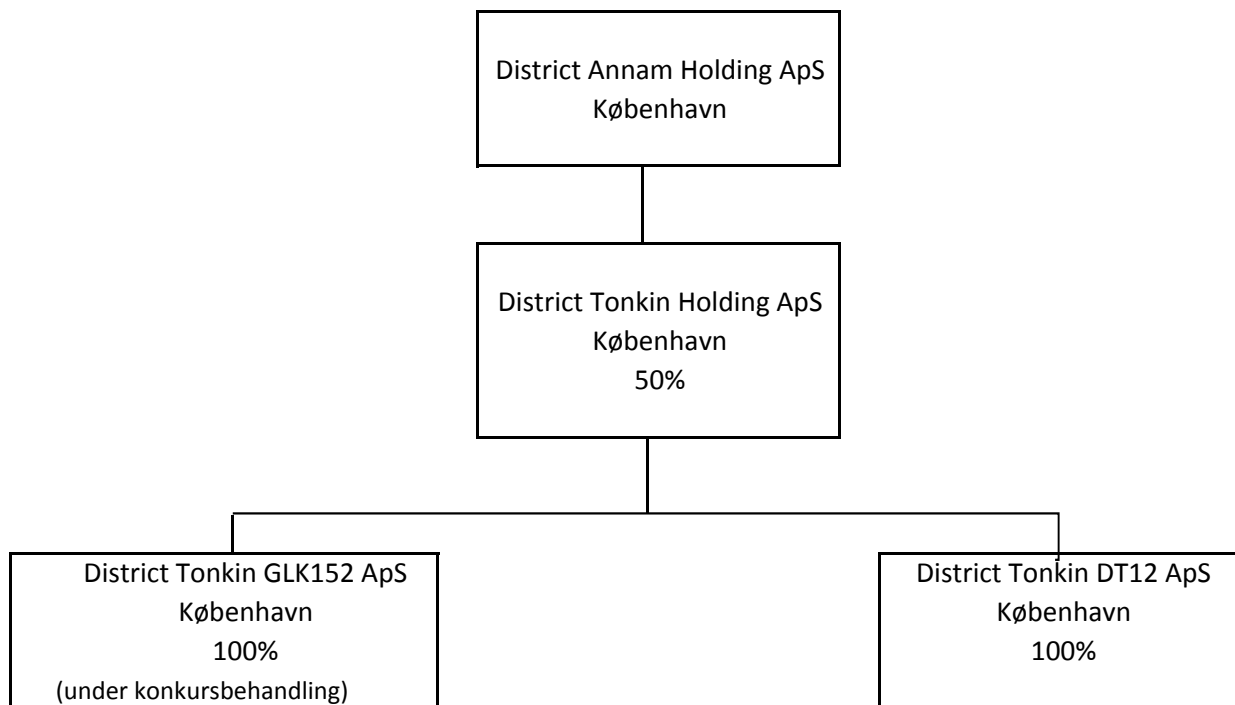 District Annam Holding ApS
København
District Tonkin Holding ApS
København
50%
District Tonkin GLK152 ApS
København
100%
(under konkursbehandling)
District Tonkin DT12 ApS
København
100%